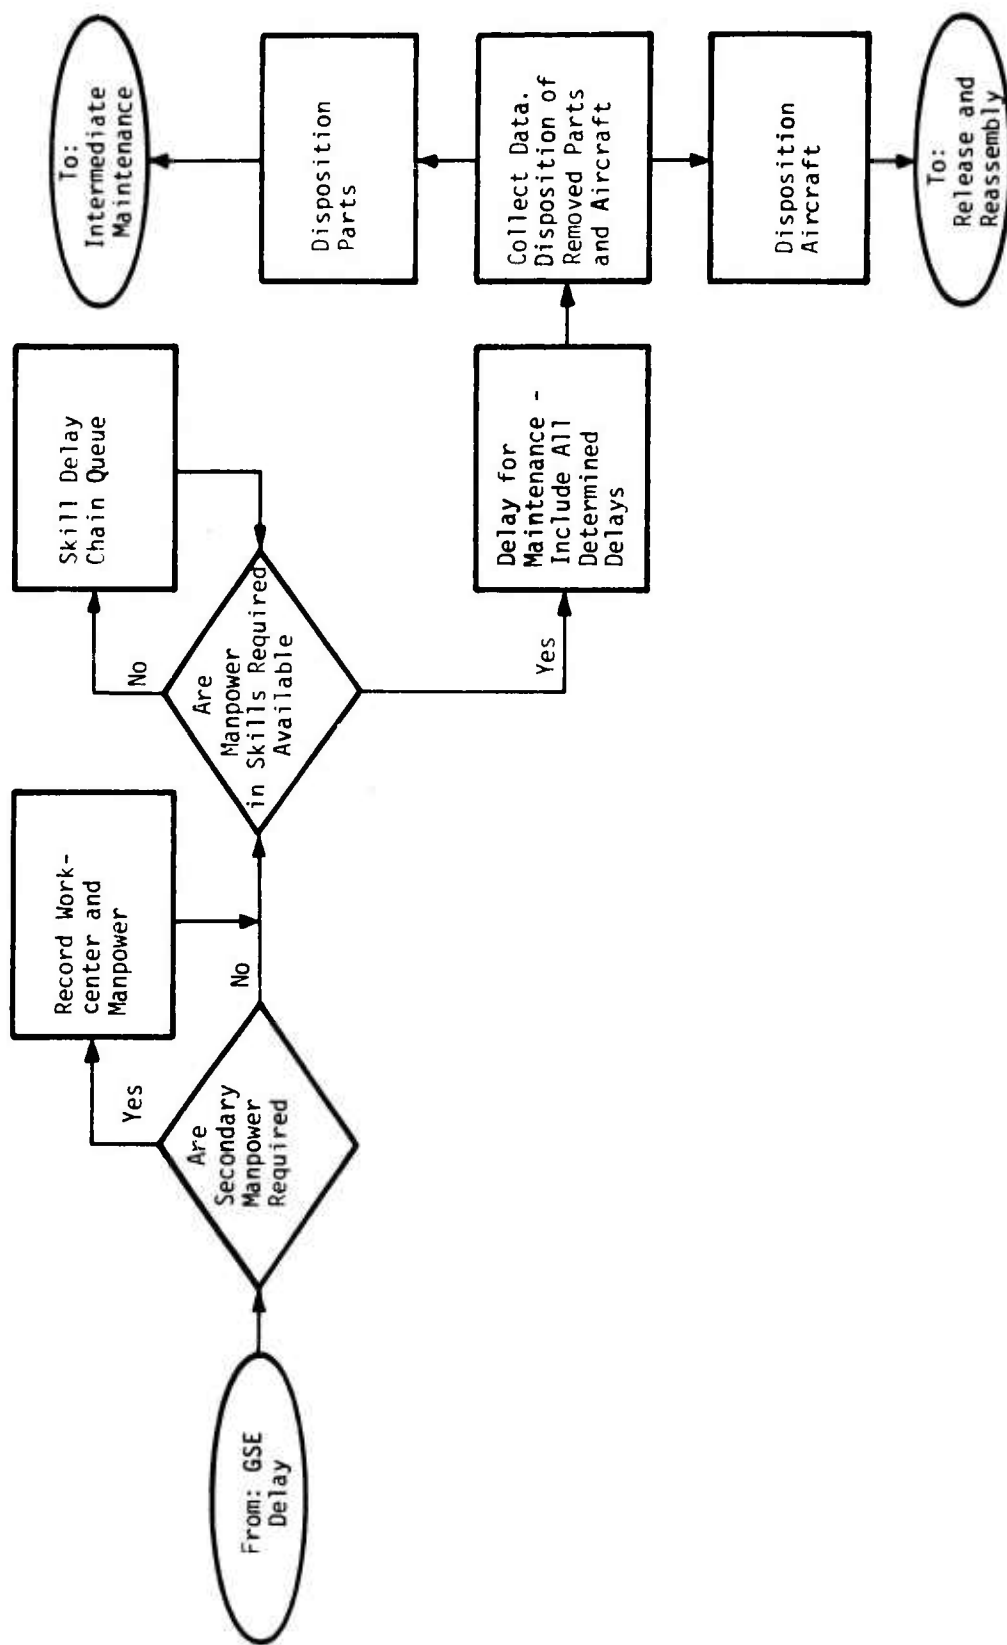 From: GSE
Delay
Are
Secondary
Manpower
Required
Yes
No
Record Work-
center and
Manpower
Are
Manpower
in Skills Required
Available
No
Yes
Skill Delay
Chain Queue
Delay for
Maintenance -
Include All
Determined
Delays
Collect Data.
Disposition of
Removed Parts
and Aircraft
Disposition
Parts
To:
Intermediate
Maintenance
Disposition
Aircraft
To:
Release and
Reassembly